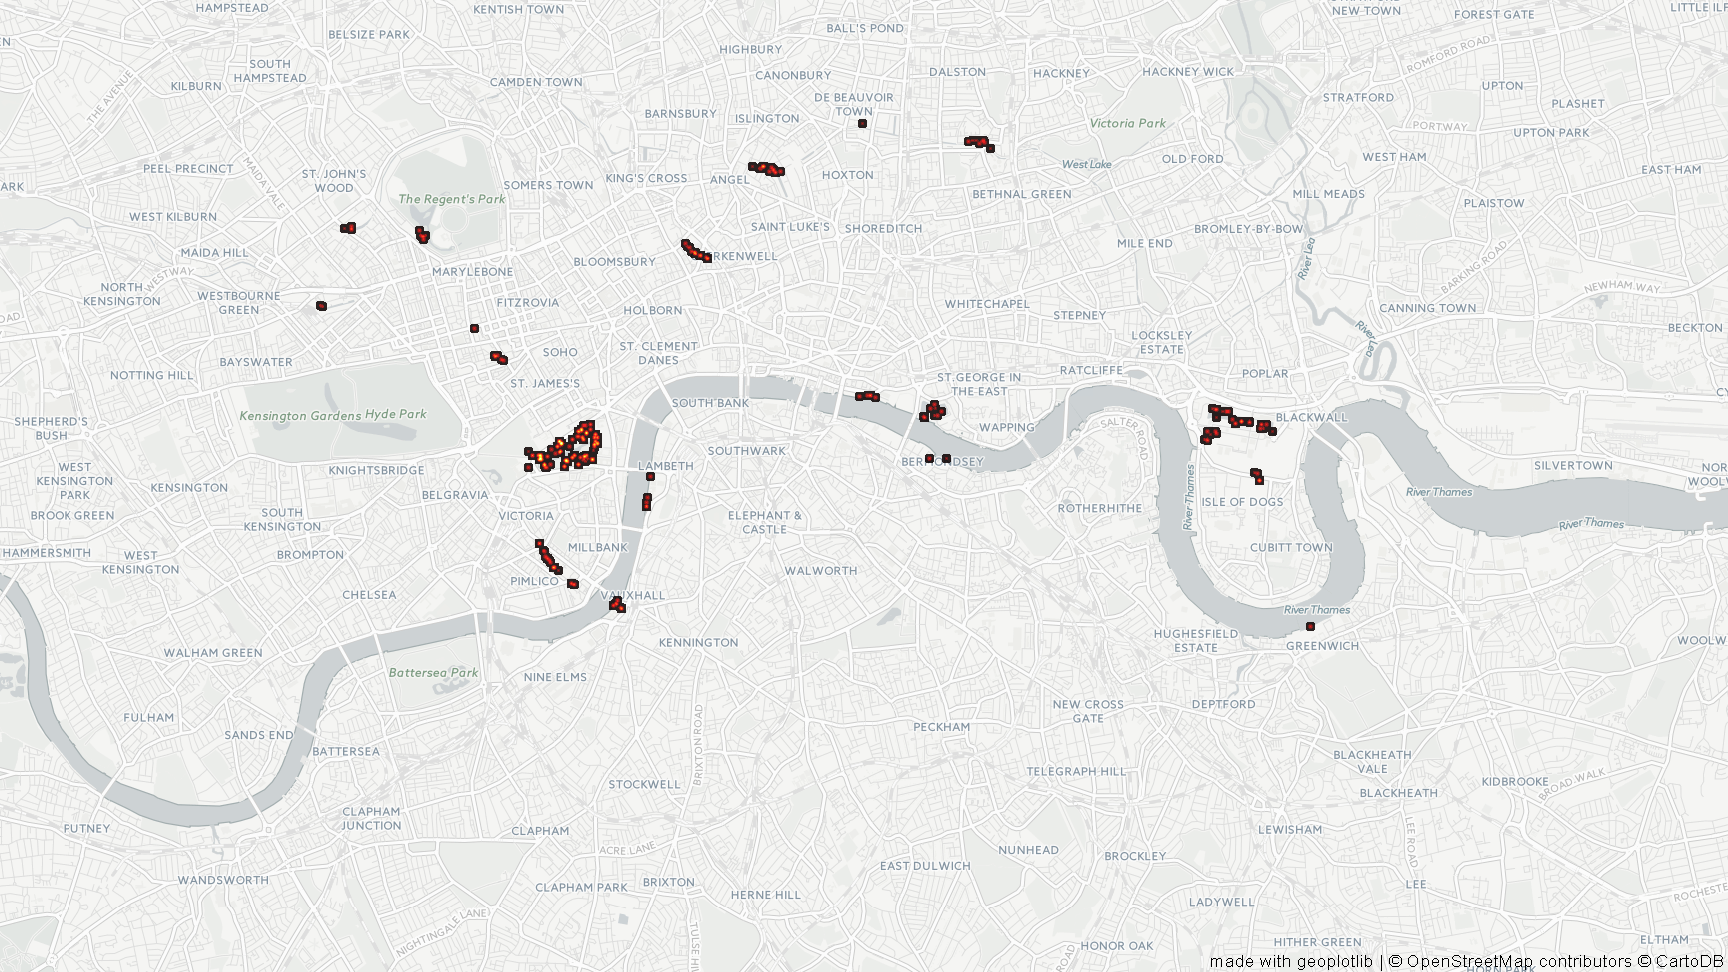 HAMPSTEAD
KENTISH TOWN
NEW TOWN
FOREST GATE
LITTLE ILF
BELSIZE PARK
BALL'S POND
HIGHBURY
ROMFORD ROAD
SOUTH
HAMPSTEAD
KILBURN
THE AVENUE
CAMDEN TOWN
CANONBURY
DALSTON
HACKNEY
HACKNEY WICK
UPTON
STRATFORD
PLASHET
DE BEAUVOIR
TOWN
BARNSBURY
ISLINGTON
Victoria Park
PORTWAY
UPTON PARK
PEEL PRECINCT
MAIDA VALE
ST. JOHN'S
WOOD
SOMERS TOWN
KING'S CROSS
ANGEL
HOXTON
West Lake
OLD FORD
WEST HAM
EAST HAM
ARK
The Regent's Park
BETHNAL GREEN
MILL MEADS
PLAISTOW
WEST KILBURN
SAINT LUKE'S
SHOREDITCH
BROMLEY-BY-BOW
MAIDA HILL
MILE END
River Lea
RKENWELL
BLOOMSBURY
MARYLEBONE
WESTWAY
BARKING ROAD
NORTH
KENSINGTON
WESTBOURNE
GREEN
FITZROVIA
HOLBORN
WHITECHAPEL
STEPNEY
CANNING TOWN
NEWHAM WAY
BECKTON
LOCKSLEY
ESTATE
River Lea
ST. CLEMENT
DANES
SOHO
BAYSWATER
NOTTING HILL
ST. JAMES'S
ST.GEORGE IN
THE-EAST
RATCLIFFE
POPLAR
SOUTH BANK
SALTER ROAD
BLACKWALL
SHEPHERD'S
BUSH
Kensington Gardens
Hyde Park
WAPPING
SOUTHWARK
LAMBETH
KNIGHTSBRIDGE
SILVERTOWN
WEST
KENSINGTON
PARK
KENSINGTON
BELGRAVIA
River Thames
River Thames
River Thames
ISLE OF DOGS
ROTHERHITHE
BROOK GREEN
SOUTH
KENSINGTON
VICTORIA
ELEPHANT &
CASTLE
HAMMERSMITH
WEST
KENSINGTON
BROMPTON
MILLBANK
CUBITT TOWN
WALWORTH
PIMLICO
CHELSEA
River Thames
HUGHESFIELD
ESTATE
GREENWICH
WOOLW
KENNINGTON
WALHAM GREEN
Battersea Park
NINE ELMS
NEW CROSS
GATE
DEPTFORD
FULHAM
SANDS END
BATTERSEA
BRIXTON ROAD
PECKHAM
BLACKHEATH
VALE
TELEGRAPH HILL
STOCKWELL
KIDBROOKE
BROAD WALK
BLACKHEATH
CLAPHAM
JUNCTION
CLAPHAM
LEWISHAM
LEE ROAD
ACRE LANE
NUNHEAD
BROCKLEY
EAST DULWICH
WANDSWORTH
CLAPHAM PARK
BRIXTON
HERNE HILL
LEE
LADYWELL
NIGHTINGALE LANE
HONOR OAK
HITHER GREEN
ELTHAM
made with geoplotlib | © OpenStreetMap contributors © CartoDB